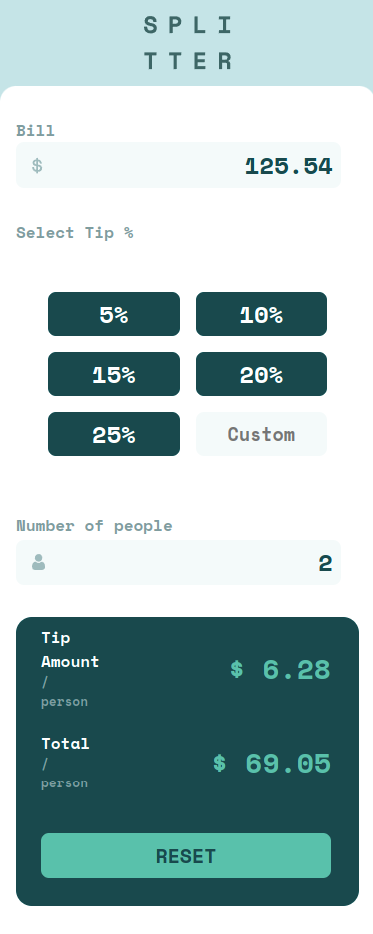 SPLI
TTER
Bill
$ 125.54
Select Tip %
5% 10%
15% 20%
25% Custom
Number of people
2
Tip
Amount
/
person
$ 6.28
Total
/
person
$ 69.05
RESET